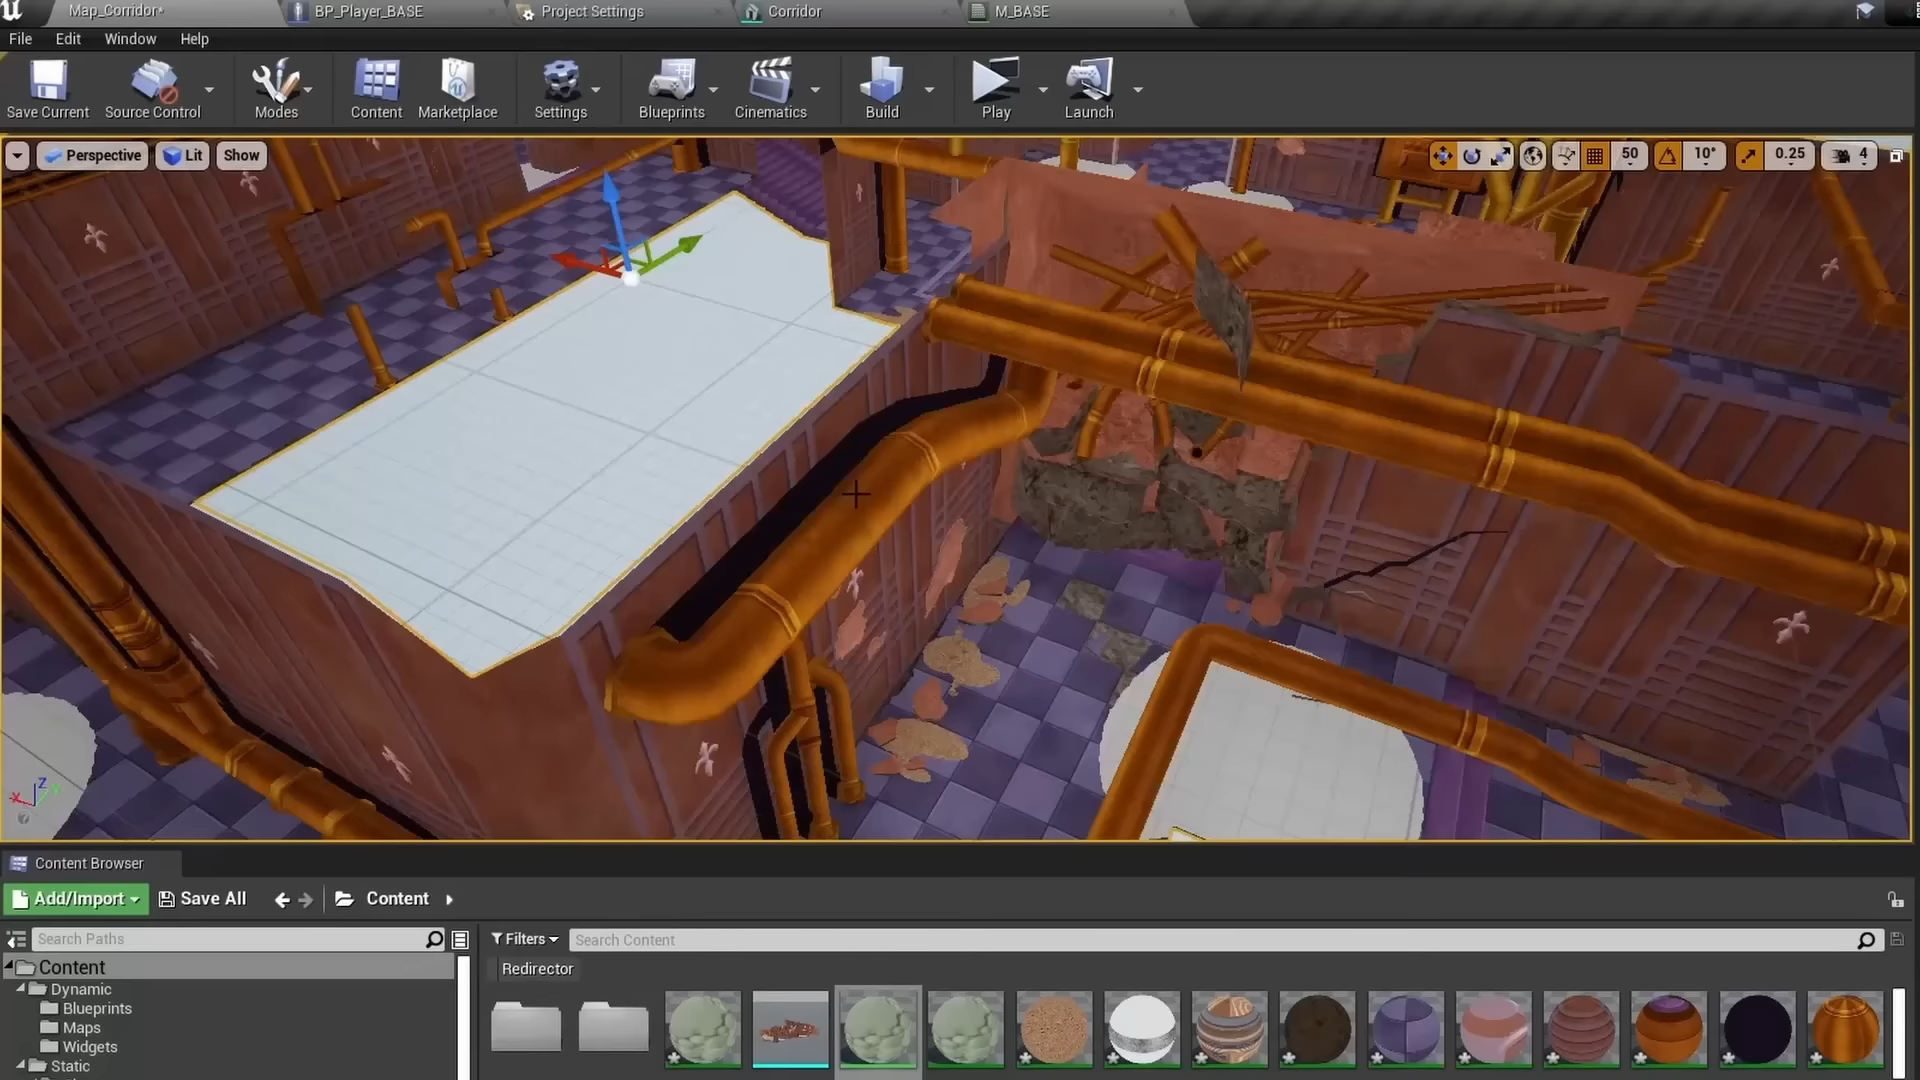 Map_Corridor*
BP_Player_BASE
Project Settings
Corridor
M_BASE
File Edit Window Help
Save Current
Source Control
Modes
Content
Marketplace
Settings
Blueprints
Cinematics
Build
Play
Launch
Perspective
Lit
Show
50
10°
0.25
4
Z
X
Y
Content Browser
Add/Import
Save All
Content
Search Paths
Filters
Search Content
Redirector
Content
Dynamic
Blueprints
Maps
Widgets
Static